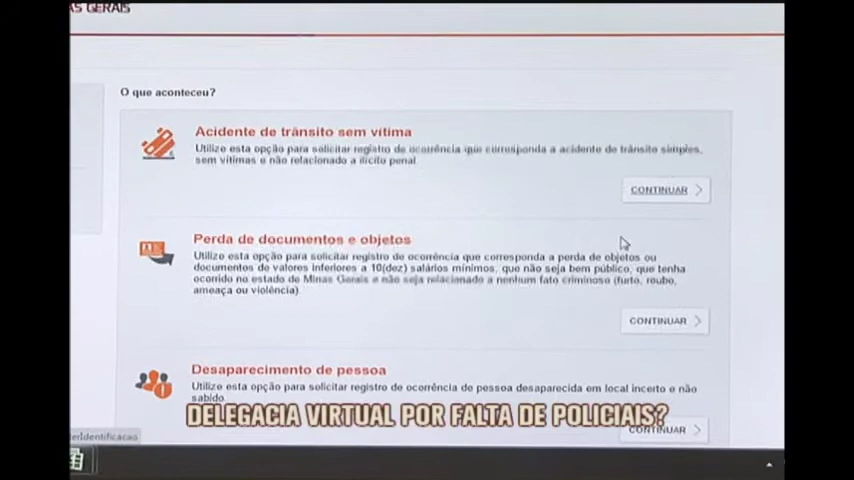 AS GERAIS
O que aconteceu?
Acidente de trânsito sem vítima
Utilize esta opção para solicitar registro de ocorrência que corresponda a acidente de trânsito simples,
sem vítimas e não relacionado a ilícito penal.
CONTINUAR
Perda de documentos e objetos
Utilize esta opção para solicitar registro de ocorrência que corresponda a perda de objetos ou
documentos de valores inferiores a 10(dez) salários mínimos, que não seja bem público, que tenha
ocorrido no estado de Minas Gerais e não seja relacionado a nenhum fato criminoso (furto, roubo,
ameaça ou violência).
CONTINUAR
Desaparecimento de pessoa
Utilize esta opção para solicitar registro de ocorrência de pessoa desaparecida em local incerto e não
sabido.
DELEGACIA VIRTUAL POR FALTA DE POLICIAIS?
CONTINUAR
erIdentificacao